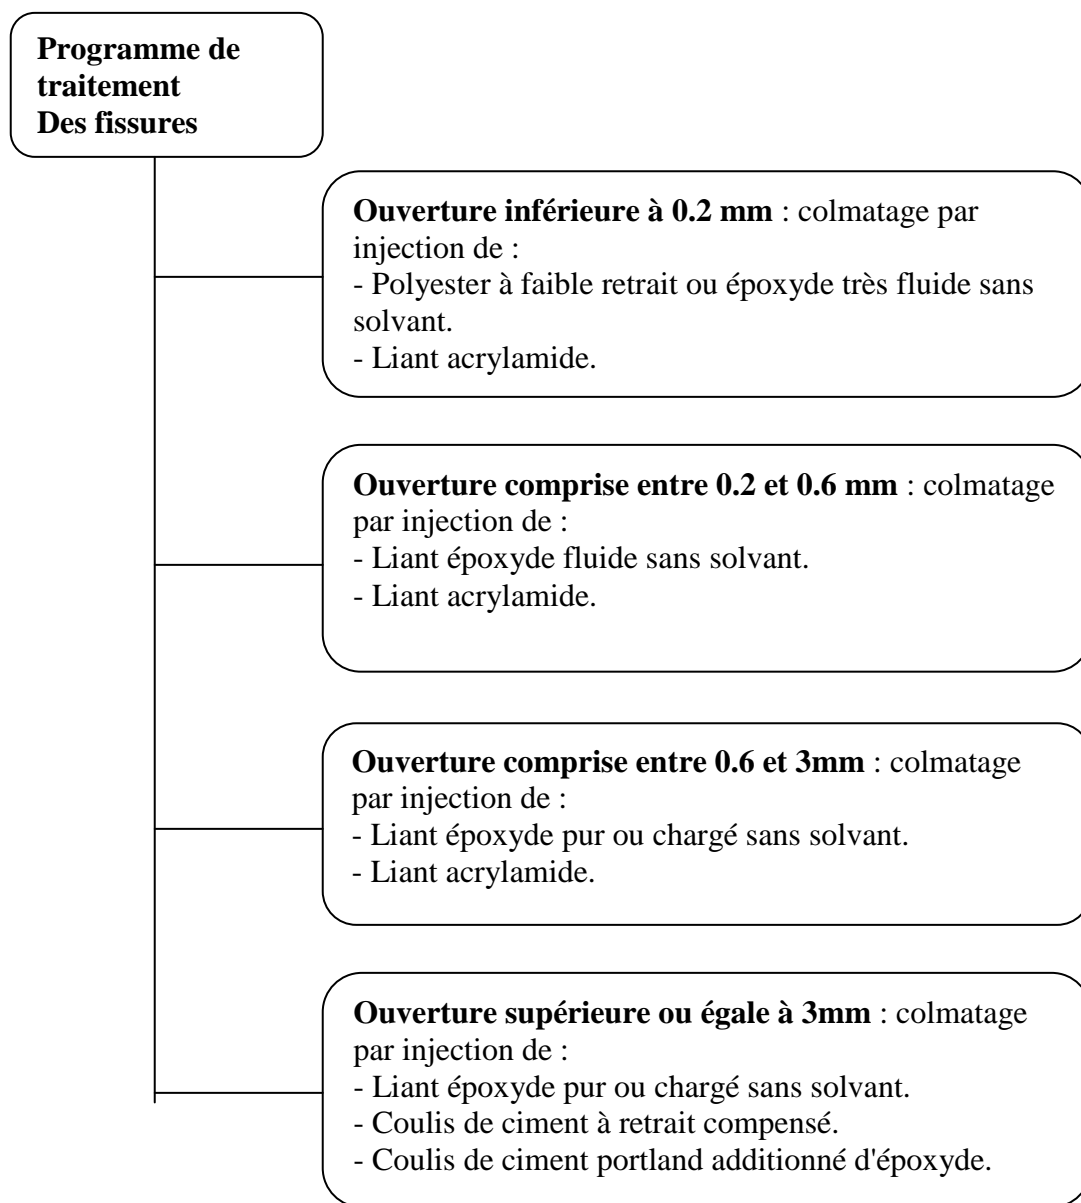 Programme de
traitement
Des fissures
Ouverture inférieure à 0.2 mm : colmatage par
injection de :
- Polyester à faible retrait ou époxyde très fluide sans
solvant.
- Liant acrylamide.
Ouverture comprise entre 0.2 et 0.6 mm : colmatage
par injection de :
- Liant époxyde fluide sans solvant.
- Liant acrylamide.
Ouverture comprise entre 0.6 et 3mm : colmatage
par injection de :
- Liant époxyde pur ou chargé sans solvant.
- Liant acrylamide.
Ouverture supérieure ou égale à 3mm : colmatage
par injection de :
- Liant époxyde pur ou chargé sans solvant.
- Coulis de ciment à retrait compensé.
- Coulis de ciment portland additionné d'époxyde.